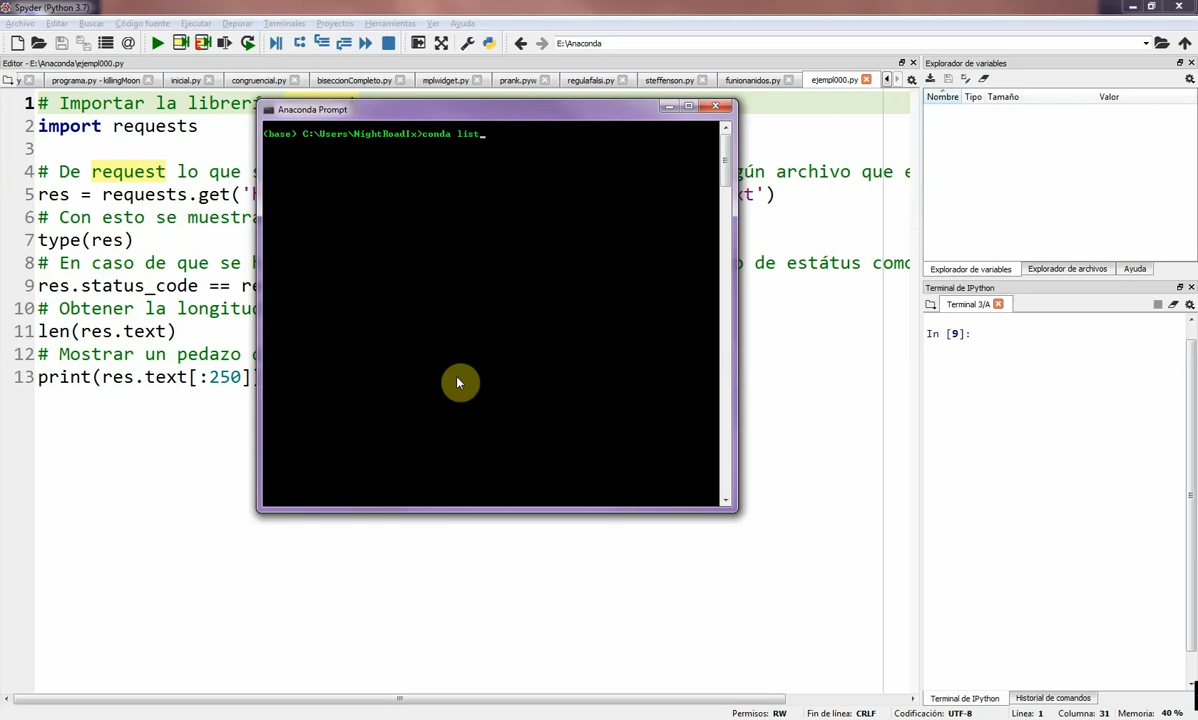 Spyder (Python 3.7)
Archivo Editar Buscar Código fuente Ejecutar Depurar Terminales Proyectos Herramientas Ver Ayuda
E:\Anaconda
Editor - E:\Anaconda\ejempl000.py
Explorador de variables
y programa.py - killingMoon inicial.py congruencial.py biseccionCompleto.py mplwidget.py prank.pyw regulafalsi.py steffenson.py funionanidos.py ejempl000.py
Nombre Tipo Tamaño Valor
1 # Importar la librer
2 import requests
3
4 # De request lo que s gún archivo que e
5 res = requests.get(' xt')
6 # Con esto se muestra
7 type(res)
8 # En caso de que se h o de estátus como
9 res.status_code == re
10 # Obtener la longitud
11 len(res.text)
12 # Mostrar un pedazo
13 print(res.text[:250]
Anaconda Prompt
(base) C:\Users\NightRoadIx>conda list_
Explorador de variables Explorador de archivos Ayuda
Terminal de IPython
Terminal 3/A
In [9]:
Terminal de IPython Historial de comandos
Permisos: RW Fin de línea: CRLF Codificación: UTF-8 Línea: 1 Columna: 31 Memoria: 40 %